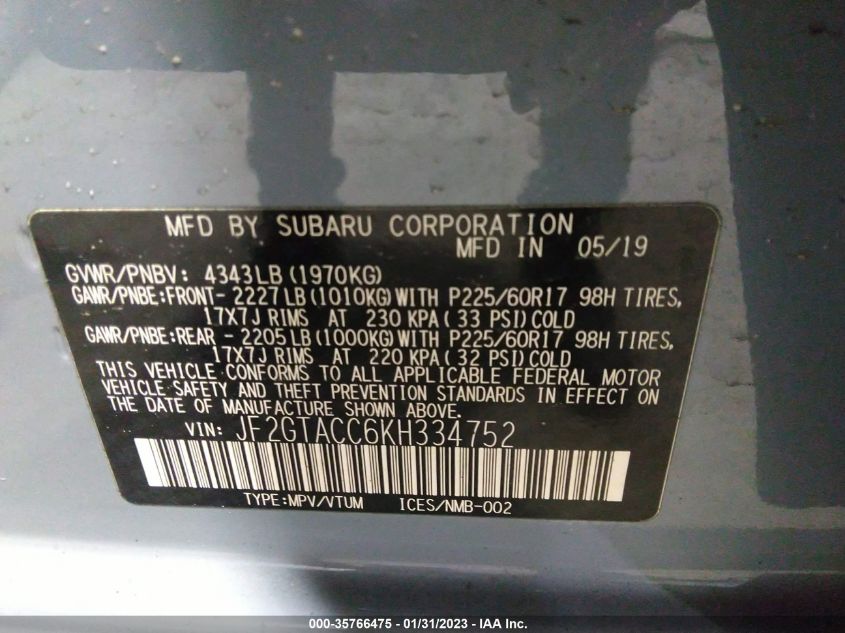 MFD BY SUBARU CORPORATION
MFD IN 05/19
GVWR/PNBV: 4343LB (1970KG)
GAWR/PNBE:FRONT- 2227 LB (1010KG) WITH P225/60R17 98H TIRES,
17X7J RIMS AT 230 KPA ( 33 PSI) COLD
GAWR/PNBE:REAR - 2205 LB (1000KG) WITH P225/60R17 98H TIRES,
17X7J RIMS AT 220 KPA ( 32 PSI) COLD
THIS VEHICLE CONFORMS TO ALL APPLICABLE FEDERAL MOTOR
VEHICLE SAFETY AND THEFT PREVENTION STANDARDS IN EFFECT ON
THE DATE OF MANUFACTURE SHOWN ABOVE.
VIN: JF2GTACC6KH334752
TYPE:MPV/VTUM ICES/NMB-002
000-35766475 - 01/31/2023 - IAA, Inc.